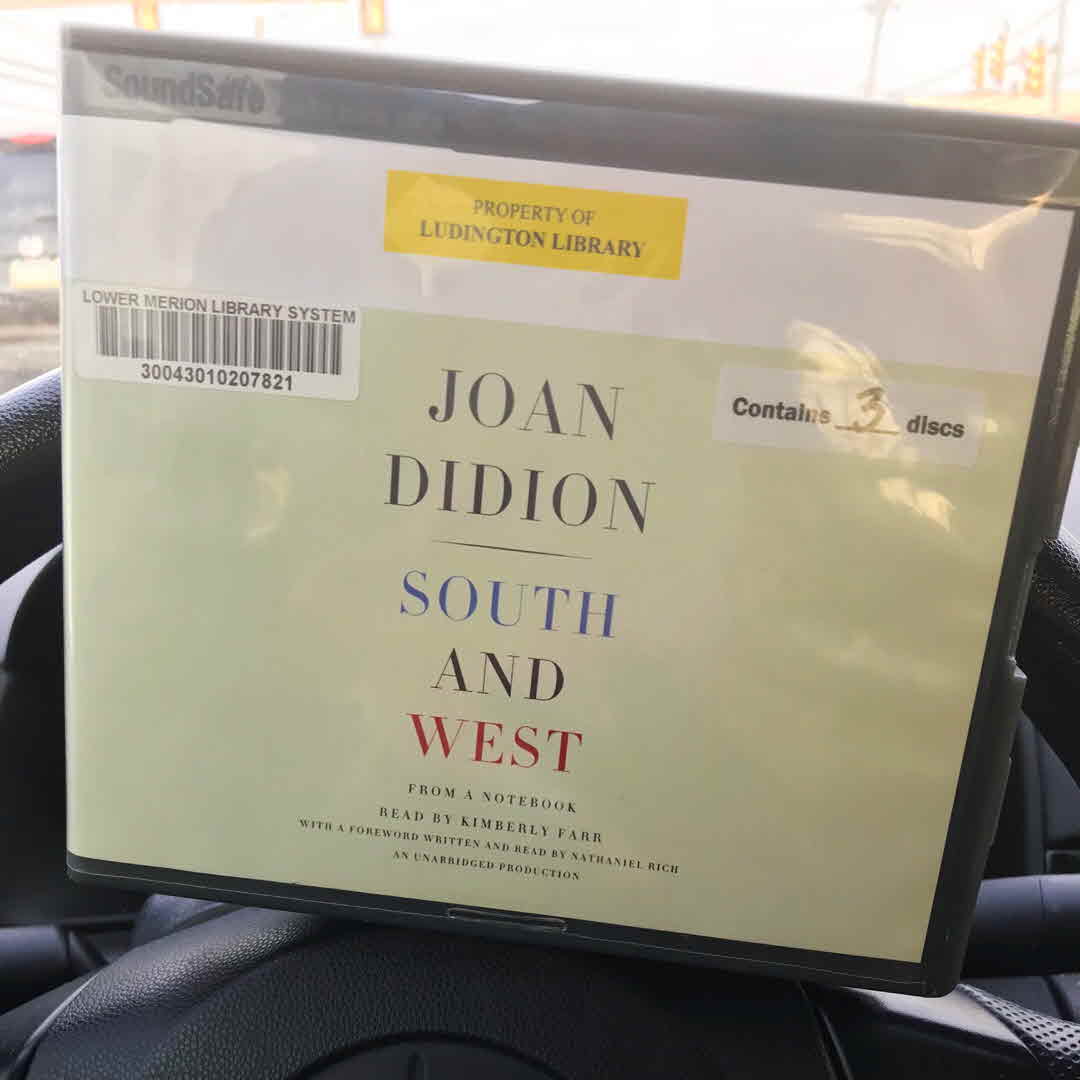 SoundSafe
PROPERTY OF
LUDINGTON LIBRARY
LOWER MERION LIBRARY SYSTEM
30043010207821
Contains 3 discs
JOAN
DIDION
SOUTH
AND
WEST
FROM A NOTEBOOK
READ BY KIMBERLY FARR
WITH A FOREWORD WRITTEN AND READ BY NATHANIEL RICH
AN UNABRIDGED PRODUCTION